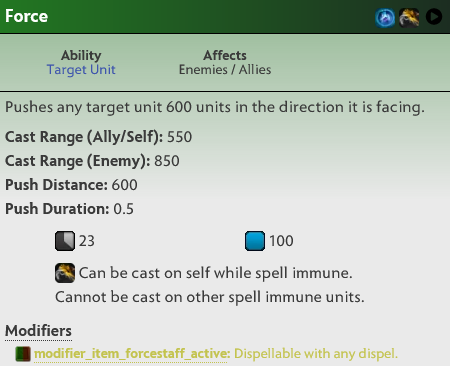 Force
Ability Affects
Target Unit Enemies / Allies
Pushes any target unit 600 units in the direction it is facing.
Cast Range (Ally/Self): 550
Cast Range (Enemy): 850
Push Distance: 600
Push Duration: 0.5
23 100
Can be cast on self while spell immune.
Cannot be cast on other spell immune units.
Modifiers
modifier_item_forcestaff_active: Dispellable with any dispel.